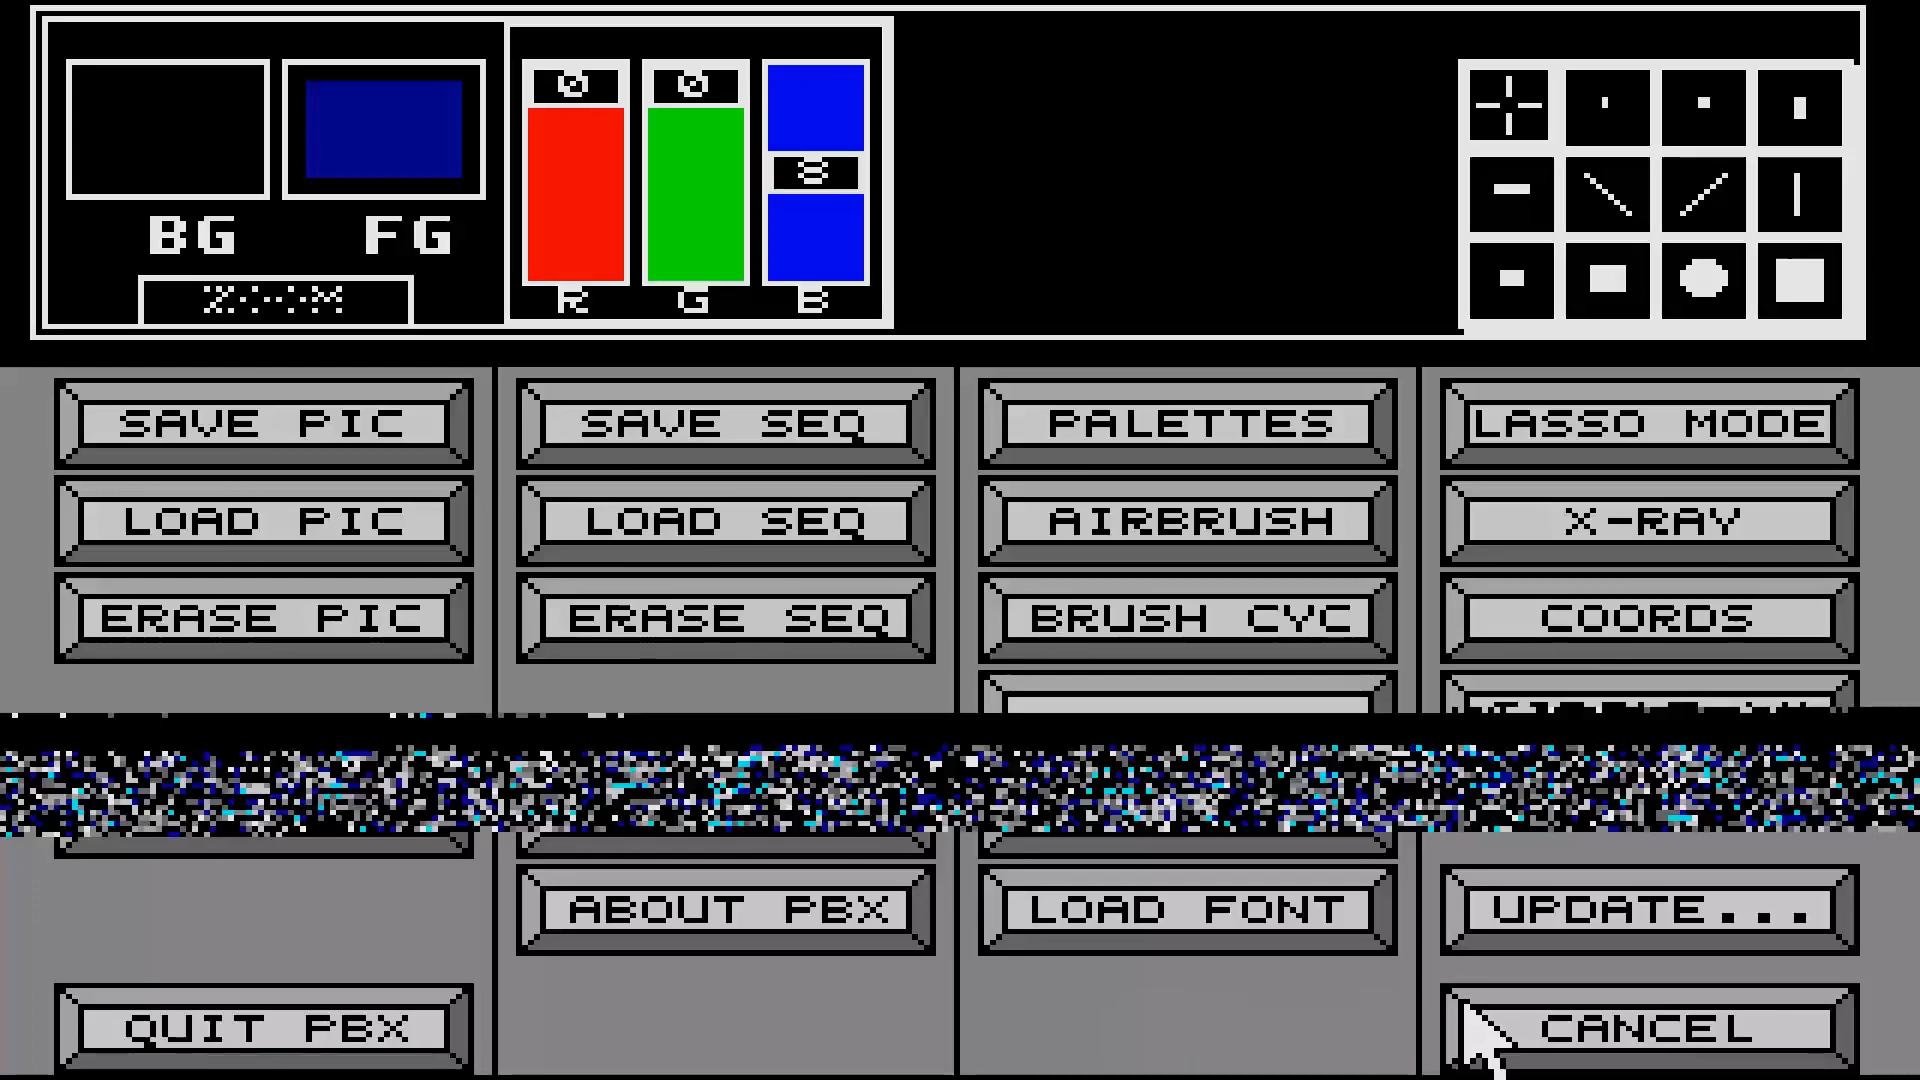 0 0 8
BG FG
ZOOM R G B
SAVE PIC SAVE SEQ PALETTES LASSO MODE
LOAD PIC LOAD SEQ AIRBRUSH X-RAY
ERASE PIC ERASE SEQ BRUSH CYC COORDS
ABOUT PBX LOAD FONT UPDATE...
QUIT PBX CANCEL